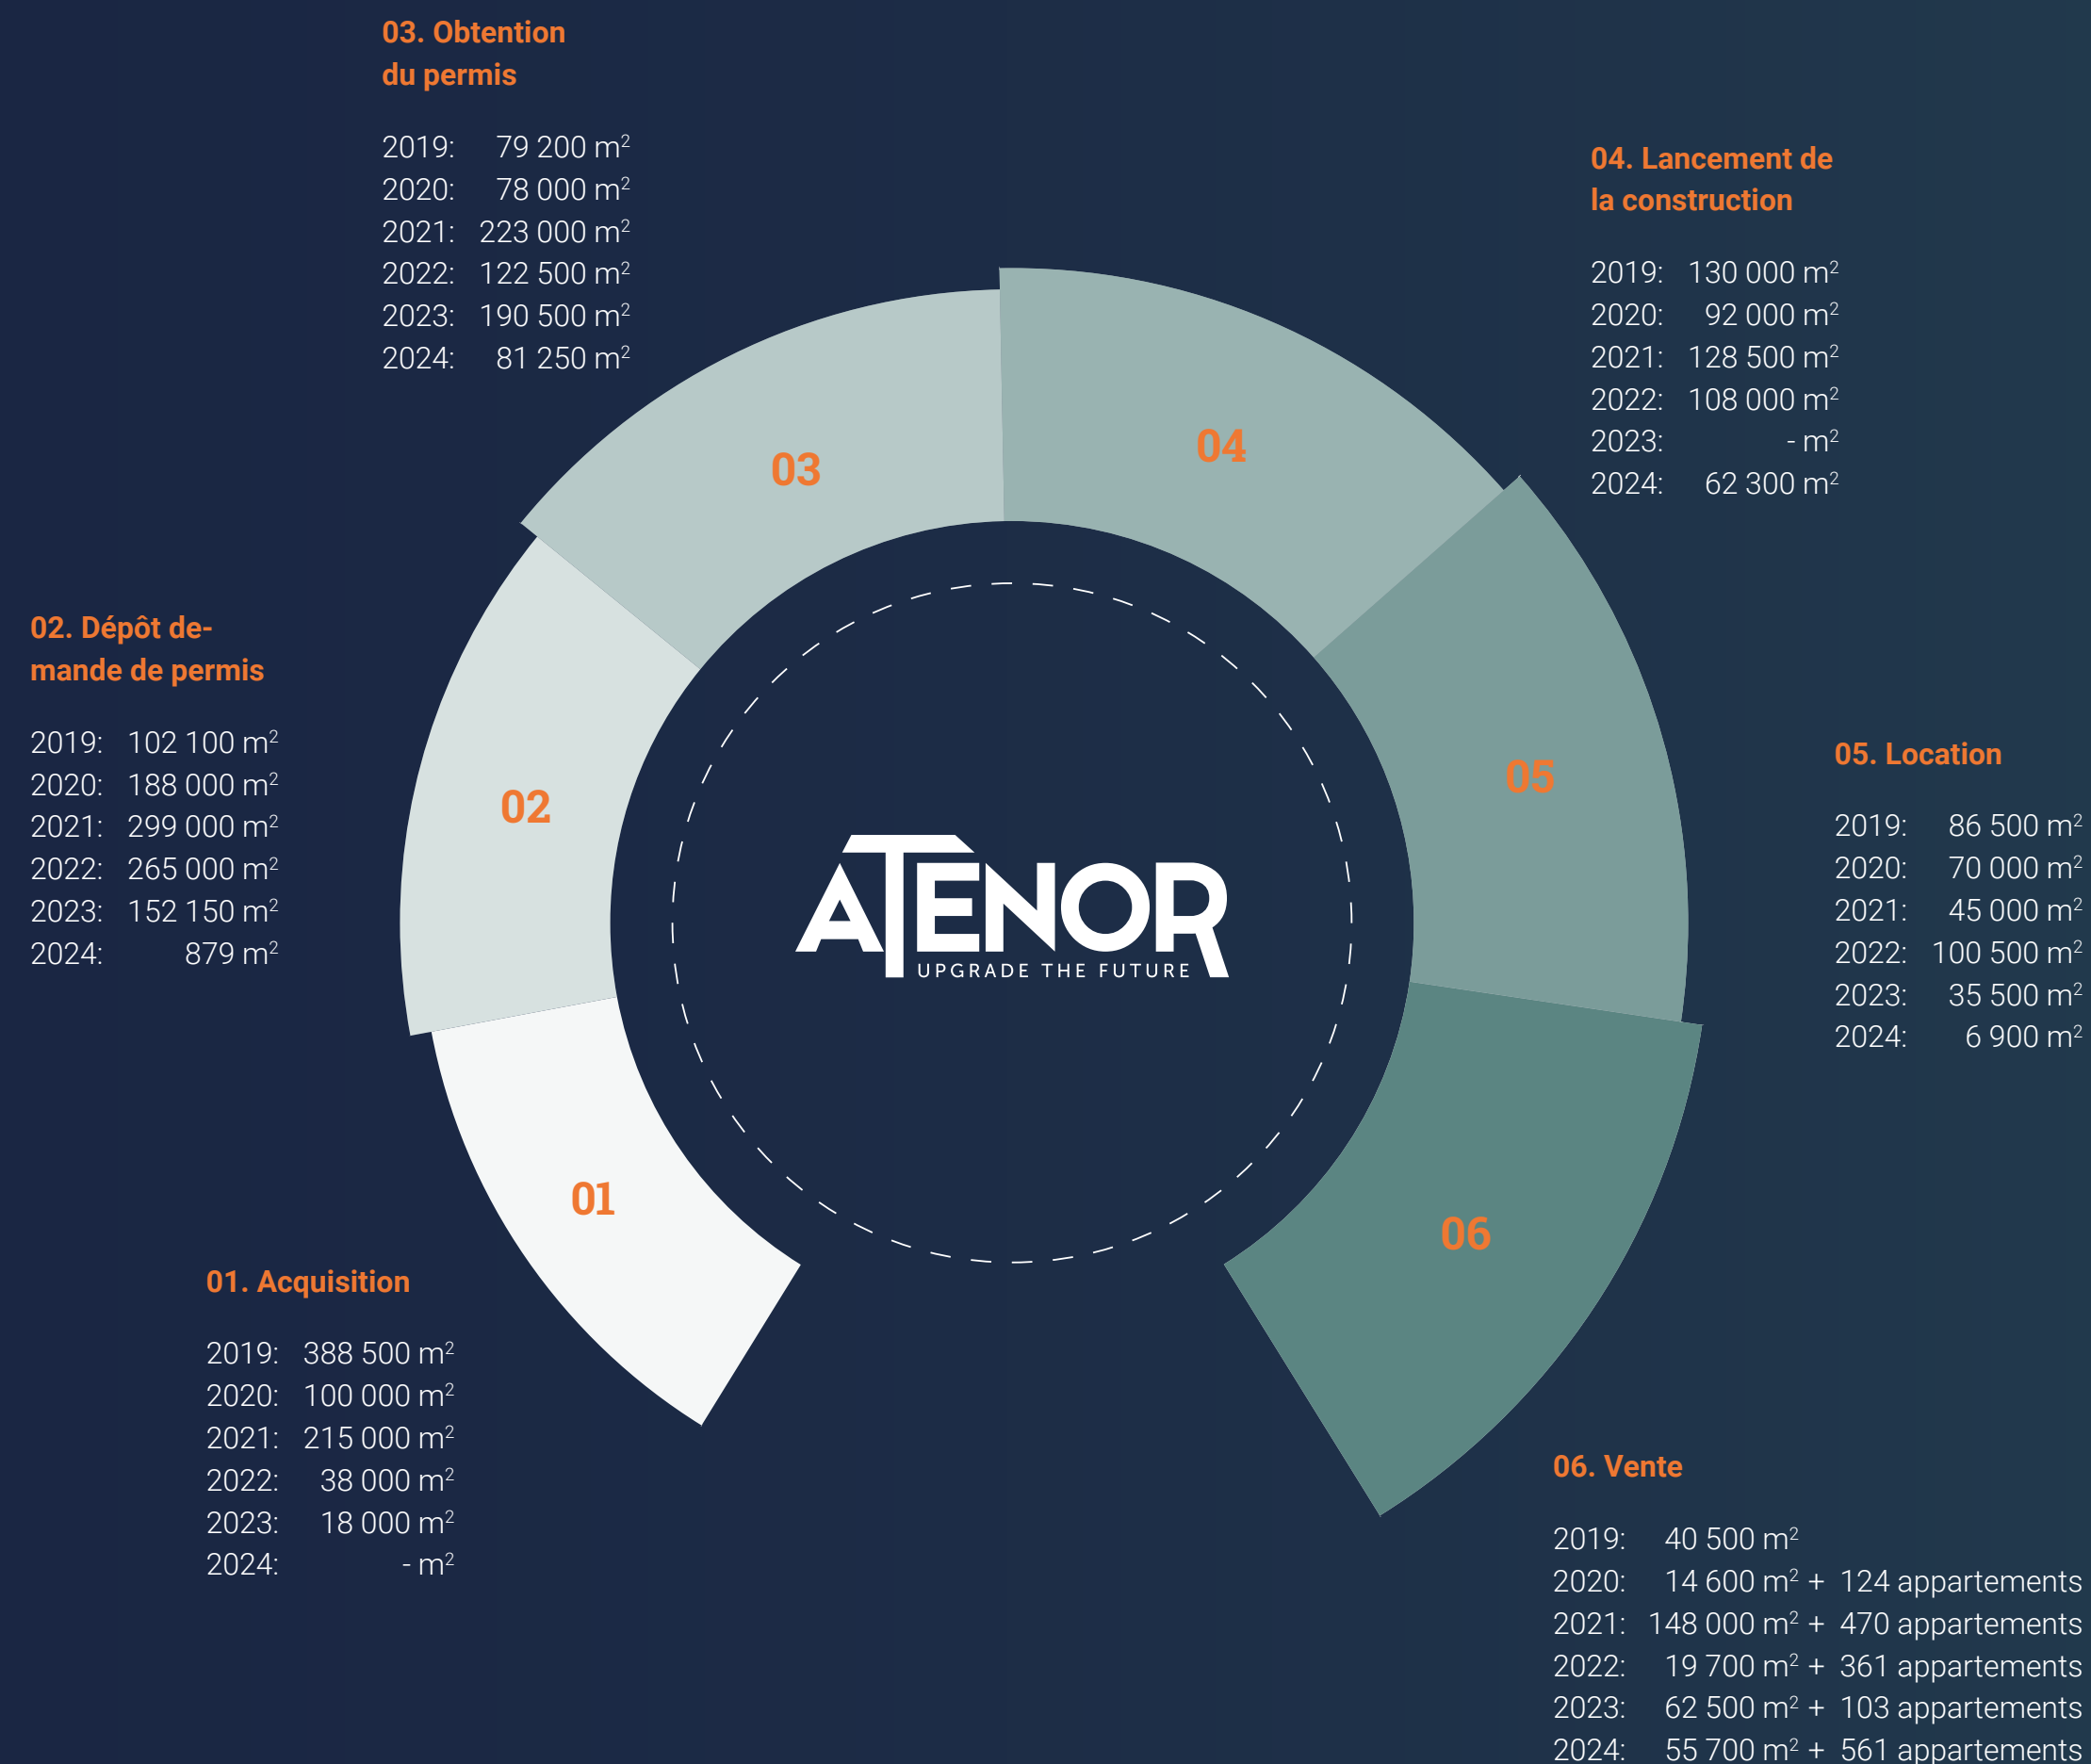 03. Obtention
du permis
2019: 79 200 m²
2020: 78 000 m²
2021: 223 000 m²
2022: 122 500 m²
2023: 190 500 m²
2024: 81 250 m²
04. Lancement de
la construction
2019: 130 000 m²
2020: 92 000 m²
2021: 128 500 m²
2022: 108 000 m²
2023: - m²
2024: 62 300 m²
03
04
02. Dépôt de-
mande de permis
2019: 102 100 m²
2020: 188 000 m²
2021: 299 000 m²
2022: 265 000 m²
2023: 152 150 m²
2024: 879 m²
02
05
ATENOR
UPGRADE THE FUTURE
05. Location
2019: 86 500 m²
2020: 70 000 m²
2021: 45 000 m²
2022: 100 500 m²
2023: 35 500 m²
2024: 6 900 m²
01
06
01. Acquisition
2019: 388 500 m²
2020: 100 000 m²
2021: 215 000 m²
2022: 38 000 m²
2023: 18 000 m²
2024: - m²
06. Vente
2019: 40 500 m²
2020: 14 600 m² + 124 appartements
2021: 148 000 m² + 470 appartements
2022: 19 700 m² + 361 appartements
2023: 62 500 m² + 103 appartements
2024: 55 700 m² + 561 appartements